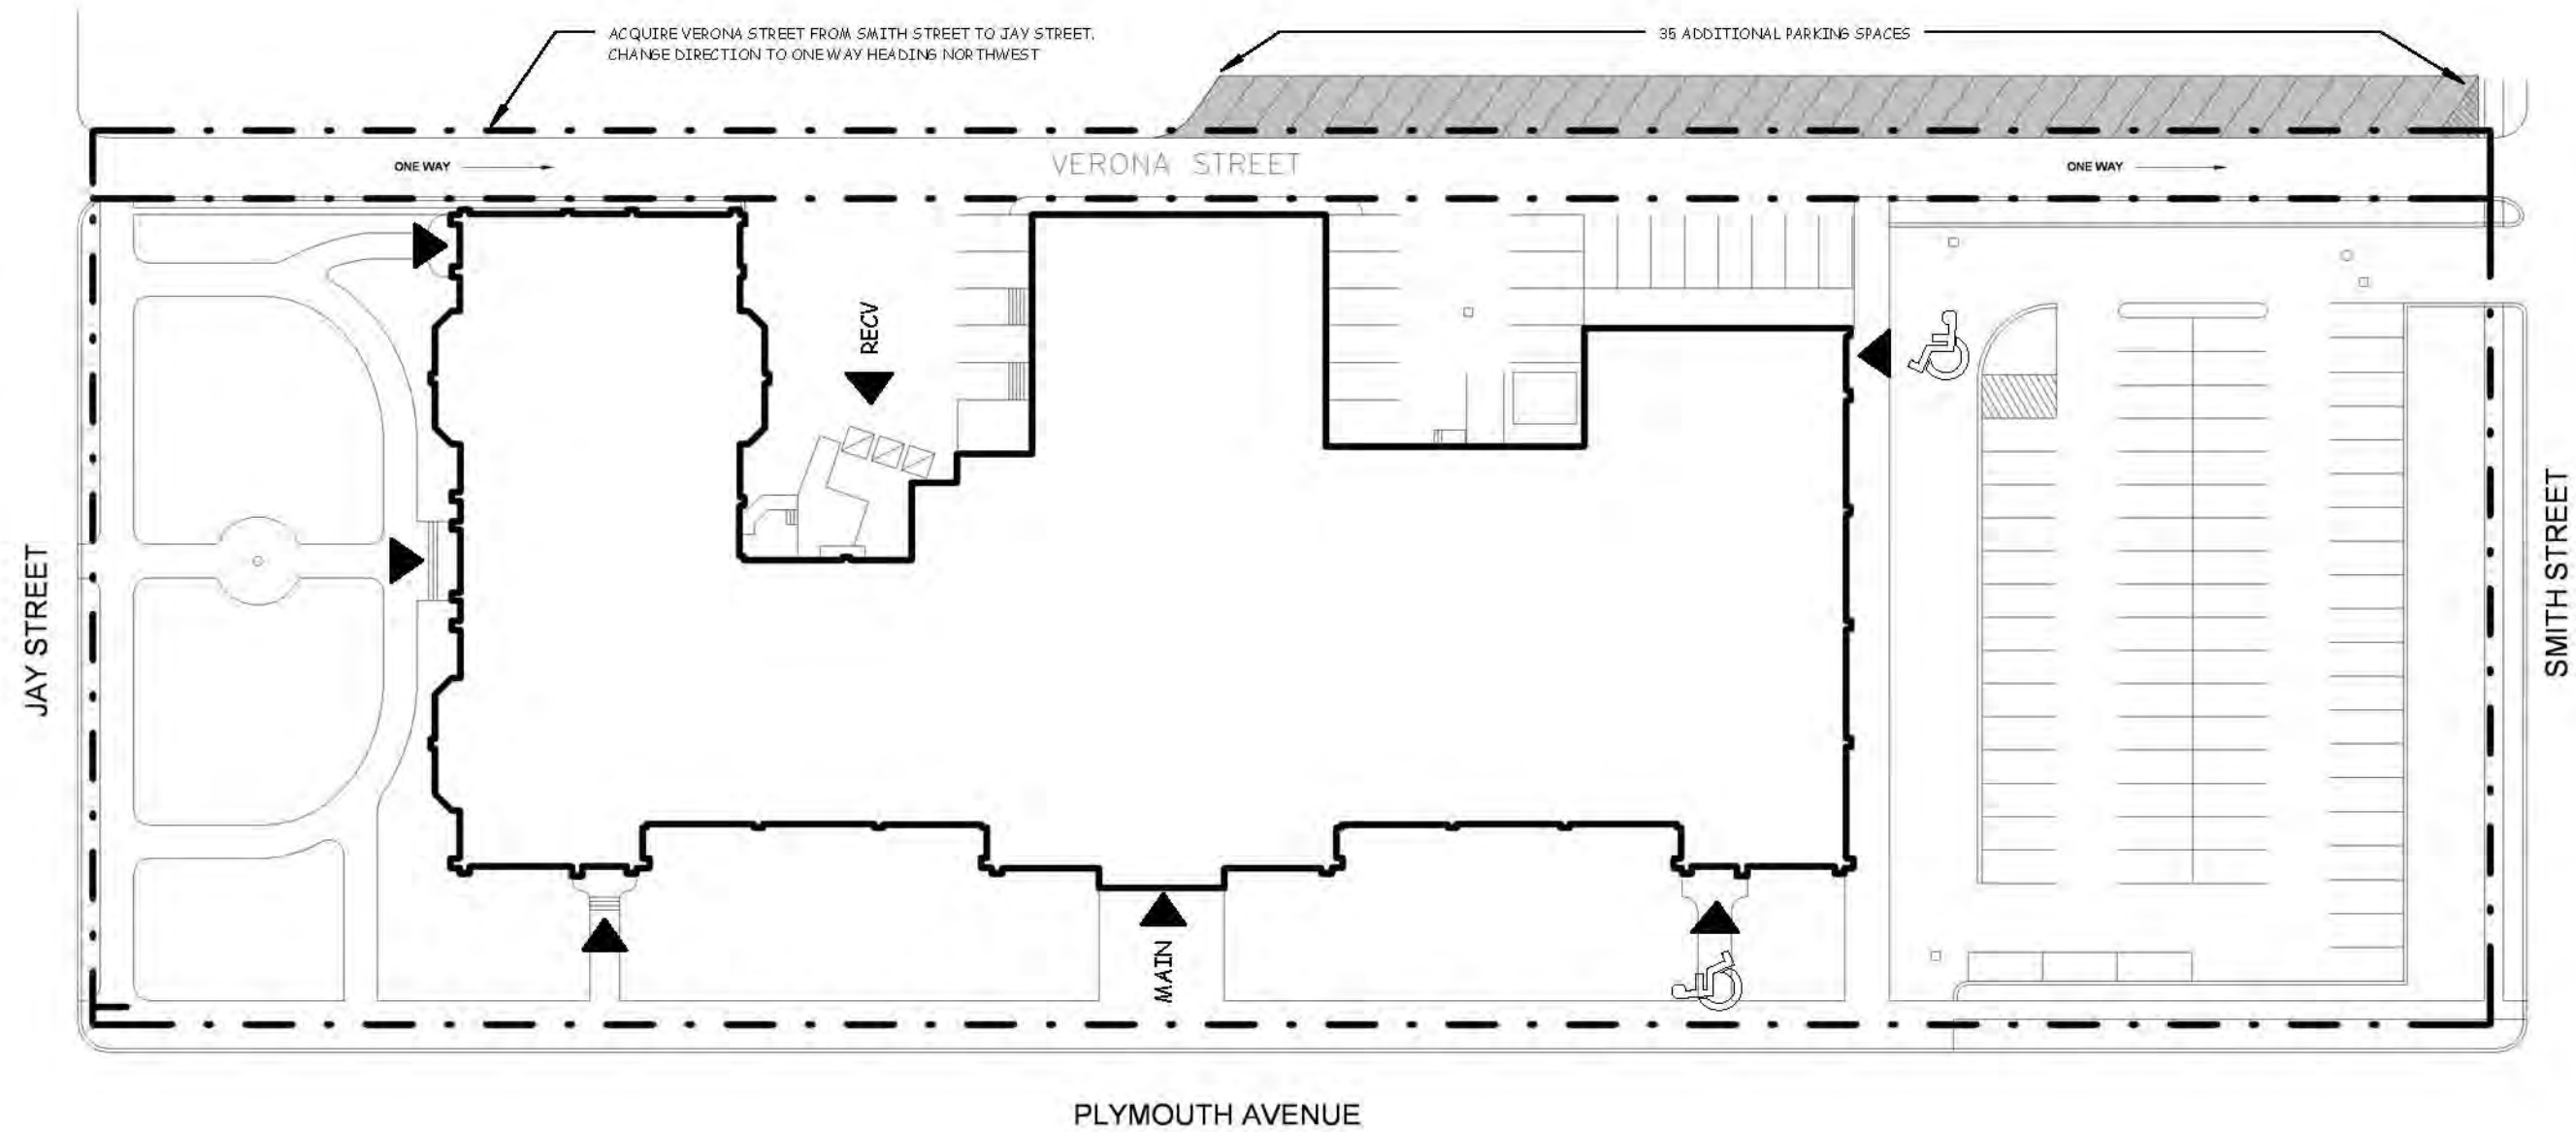 ACQUIRE VERONA STREET FROM SMITH STREET TO JAY STREET.
CHANGE DIRECTION TO ONE WAY HEADING NORTHWEST
35 ADDITIONAL PARKING SPACES
ONE WAY
VERONA STREET
ONE WAY
RECV
JAY STREET
SMITH STREET
MAIN
PLYMOUTH AVENUE